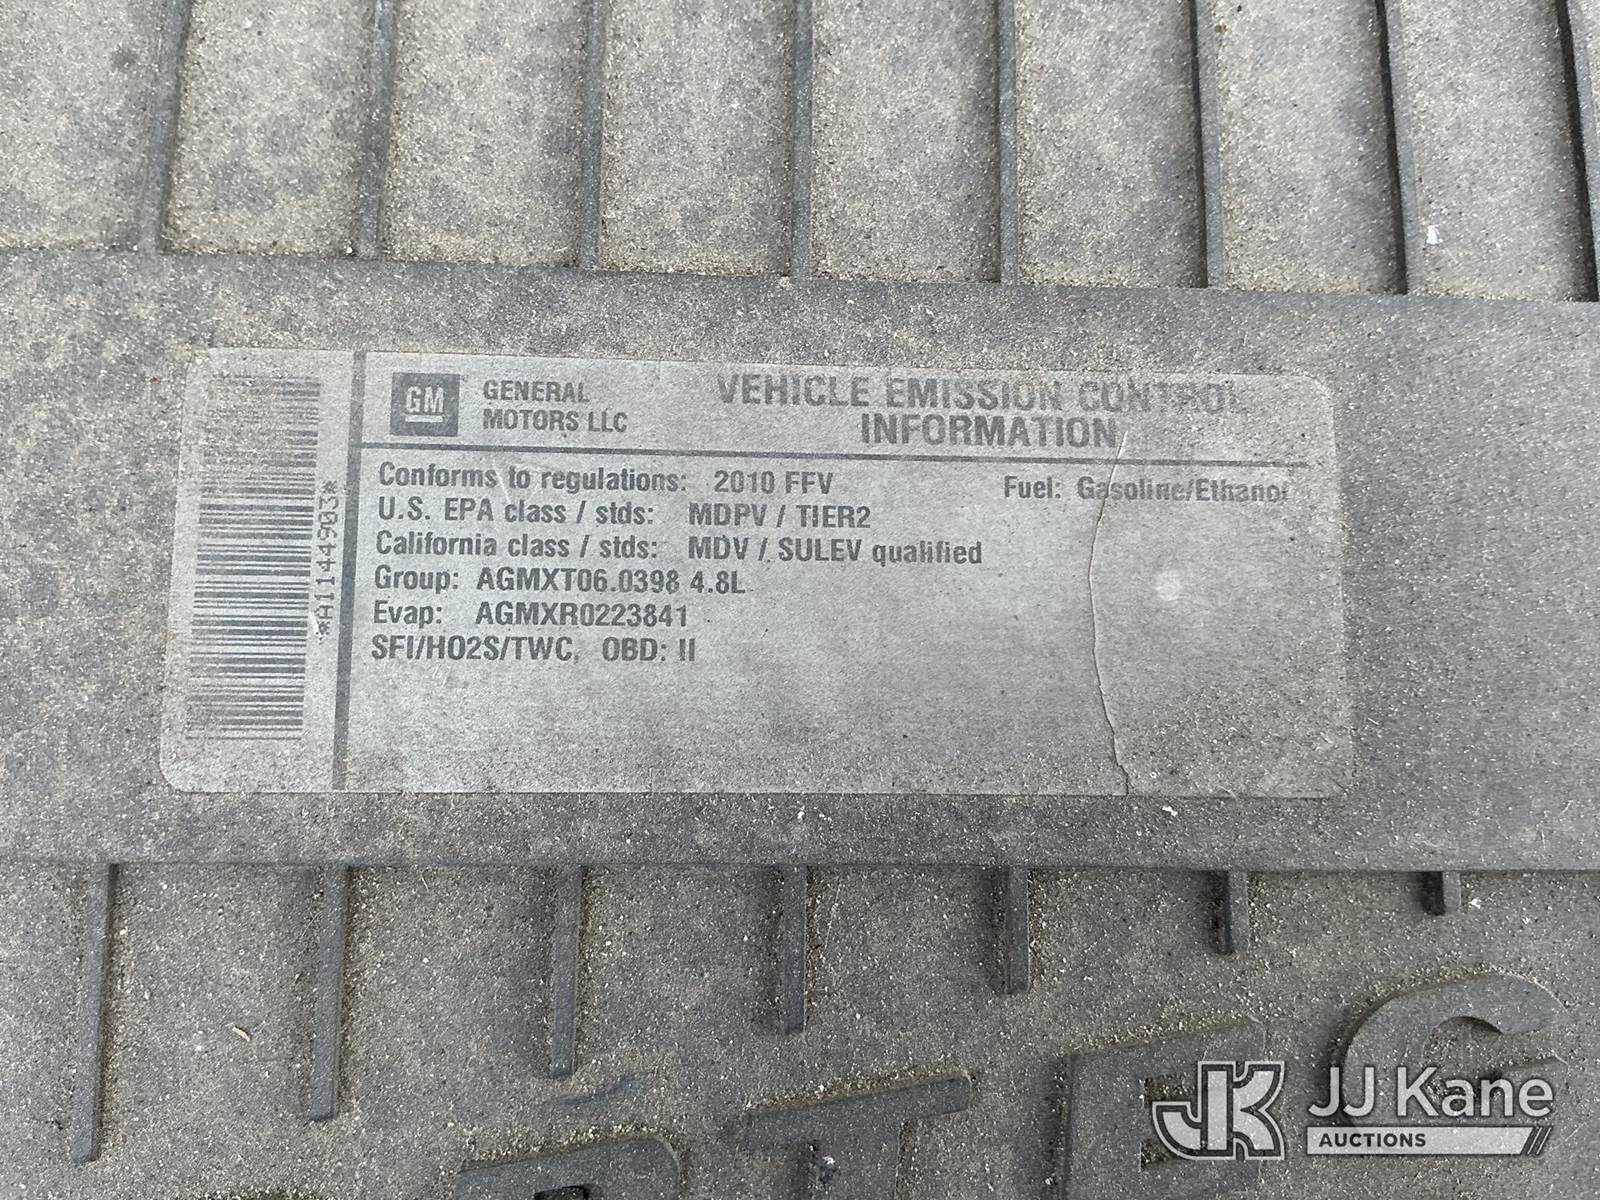 *A1144903*
GM
GENERAL
MOTORS LLC
VEHICLE EMISSION CONTROL
INFORMATION
Conforms to regulations: 2010 FFV
Fuel: Gasoline/Ethanol
U.S. EPA class / stds: MDPV / TIER2
California class / stds: MDV / SULEV qualified
Group: AGMXT06.0398 4.8L
Evap: AGMXR0223841
SFI/HO2S/TWC, OBD: II
JK
JJ Kane
AUCTIONS